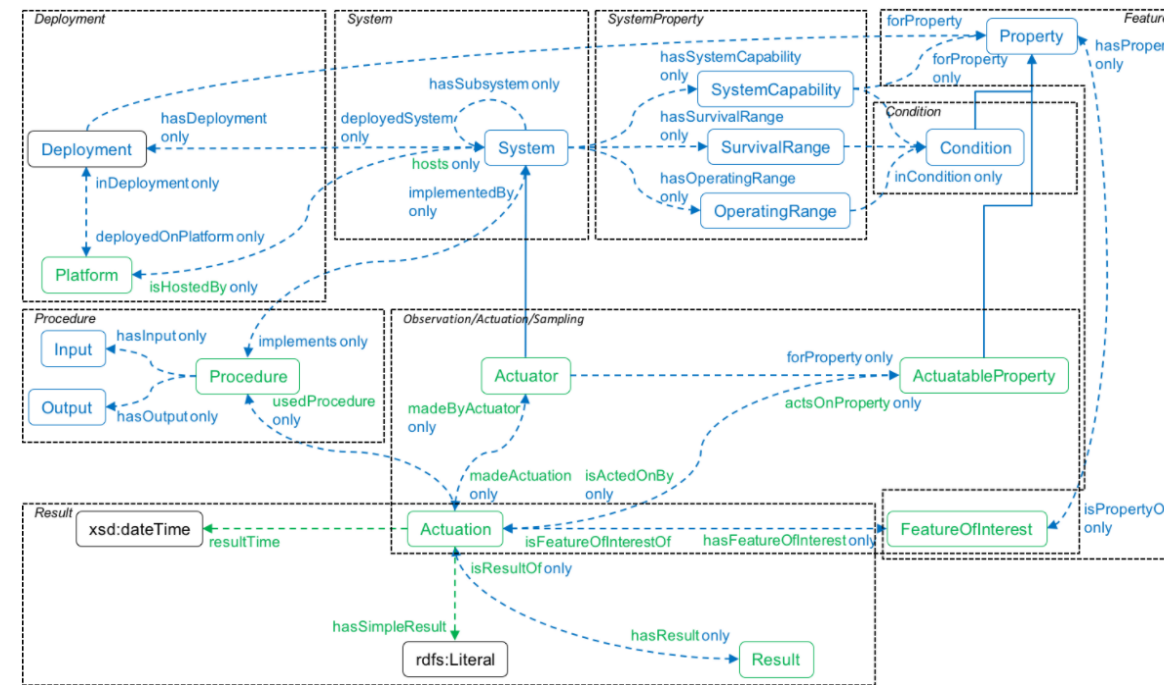 Deployment
System
SystemProperty
Feature
forProperty
Property
hasPrope
only
hasSystemCapability
only
forProperty
only
hasSubsystem only
SystemCapability
Condition
hasDeployment
only
deployedSystem
only
hasSurvivalRange
only
Deployment
System
SurvivalRange
Condition
hosts only
inDeployment only
implementedBy
only
hasOperatingRange
only
inCondition only
OperatingRange
deployedOnPlatform only
Platform
isHostedBy only
Procedure
Observation/Actuation/Sampling
Input
hasInput only
implements only
forProperty only
Procedure
Actuator
ActuatableProperty
Output
hasOutput only
usedProcedure
only
madeByActuator
only
actsOnProperty only
madeActuation
only
isActedOnBy
only
Result
xsd:dateTime
resultTime
Actuation
isFeatureOfInterestOf
hasFeatureOfInterest only
FeatureOfInterest
isPropertyO
only
isResultOf only
hasSimpleResult
hasResult only
rdfs:Literal
Result